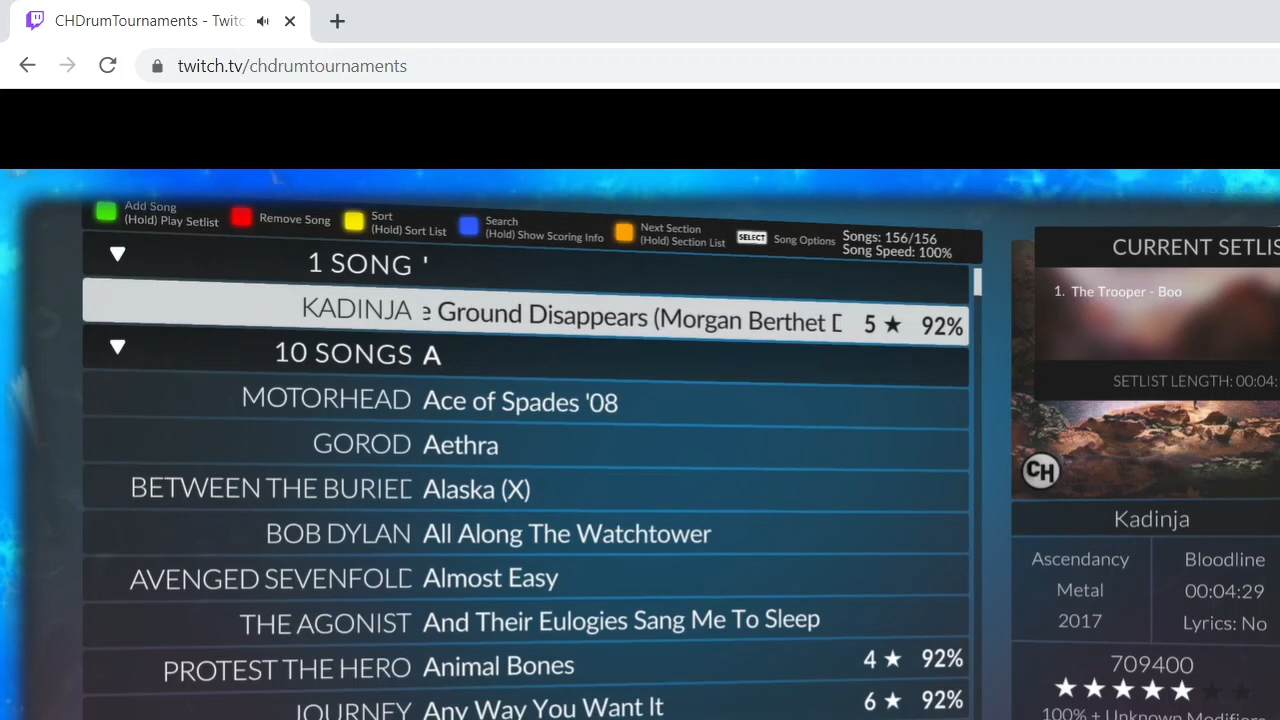 CHDrumTournaments - Twitc
twitch.tv/chdrumtournaments
Add Song
(Hold) Play Setlist
Remove Song
Sort
(Hold) Sort List
Search
(Hold) Show Scoring Info
Next Section
(Hold) Section List
SELECT
Song Options
Songs: 156/156
Song Speed: 100%
1 SONG '
KADINJA e Ground Disappears (Morgan Berthet D 5 ★ 92%
10 SONGS A
MOTORHEAD Ace of Spades '08
GOROD Aethra
BETWEEN THE BURIED Alaska (X)
BOB DYLAN All Along The Watchtower
AVENGED SEVENFOLD Almost Easy
THE AGONIST And Their Eulogies Sang Me To Sleep
PROTEST THE HERO Animal Bones 4 ★ 92%
JOURNEY Any Way You Want It 6 ★ 92%
CURRENT SETLIS
1. The Trooper - Boo
SETLIST LENGTH: 00:04:
CH
Kadinja
Ascendancy
Metal
2017
Bloodline
00:04:29
Lyrics: No
709400
100% + Unknown Modifiers